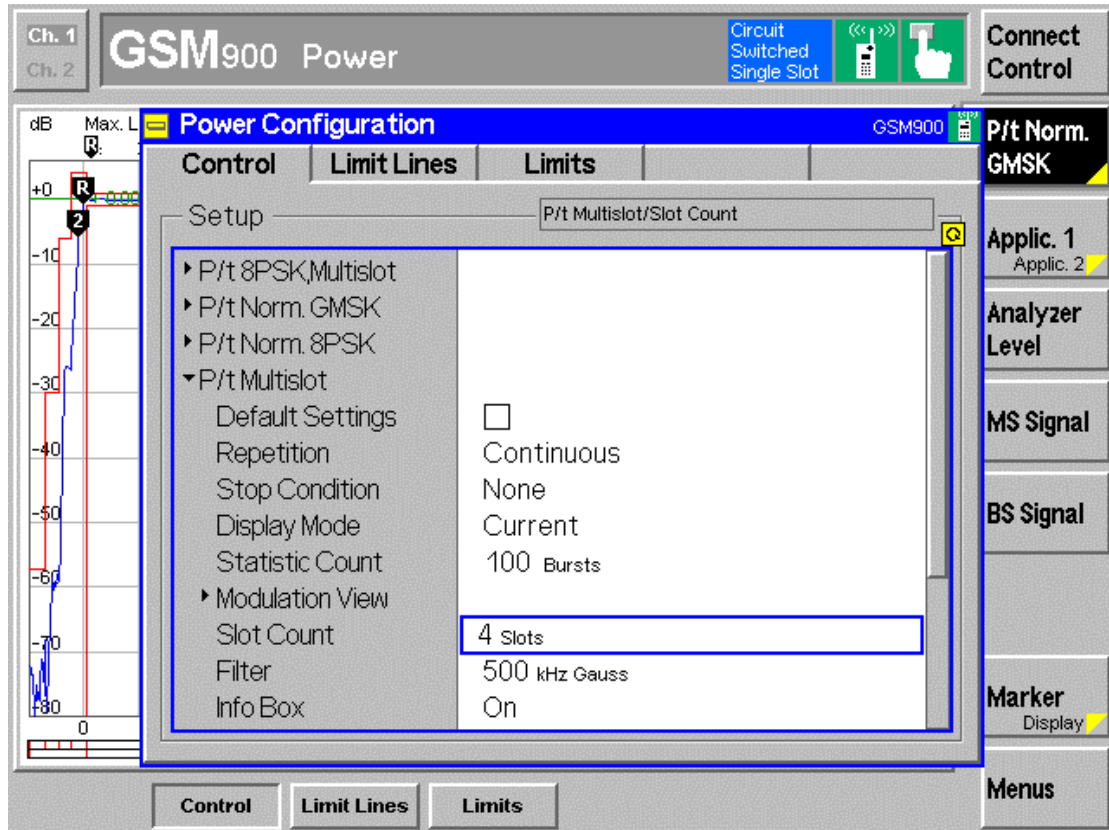 Ch. 1
Ch. 2
GSM900 Power
Circuit
Switched
Single Slot
Connect
Control
dB Max. L
R:
+0
R
2
-10
-20
-30
-40
-50
-60
-70
-80
0
Power Configuration GSM900
Control Limit Lines Limits
Setup P/t Multislot/Slot Count
P/t 8PSK,Multislot
P/t Norm. GMSK
P/t Norm. 8PSK
P/t Multislot
Default Settings
Repetition Continuous
Stop Condition None
Display Mode Current
Statistic Count 100 Bursts
Modulation View
Slot Count 4 Slots
Filter 500 kHz Gauss
Info Box On
P/t Norm.
GMSK
Applic. 1
Applic. 2
Analyzer
Level
MS Signal
BS Signal
Marker
Display
Menus
Control Limit Lines Limits